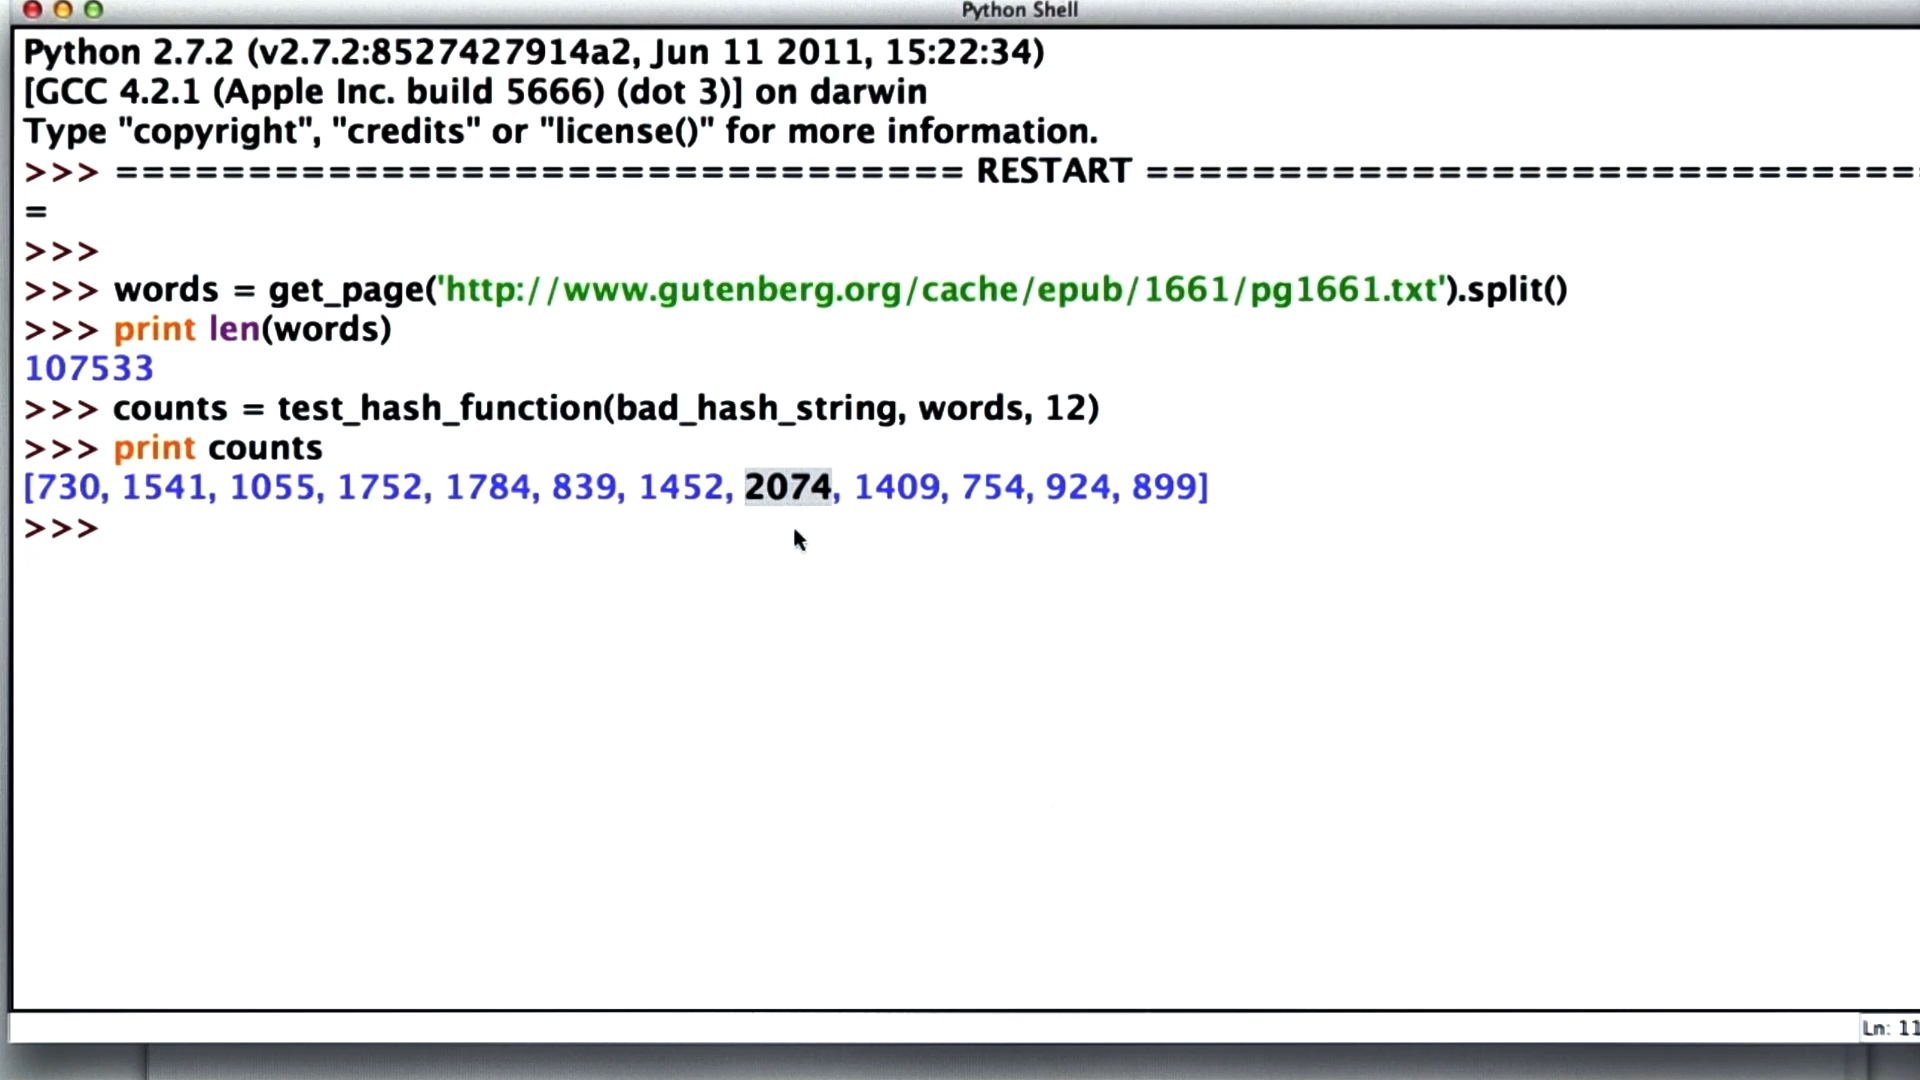 Python Shell
Python 2.7.2 (v2.7.2:8527427914a2, Jun 11 2011, 15:22:34)
[GCC 4.2.1 (Apple Inc. build 5666) (dot 3)] on darwin
Type "copyright", "credits" or "license()" for more information.
>>> ================================ RESTART =============================
=
>>>
>>> words = get_page('http://www.gutenberg.org/cache/epub/1661/pg1661.txt').split()
>>> print len(words)
107533
>>> counts = test_hash_function(bad_hash_string, words, 12)
>>> print counts
[730, 1541, 1055, 1752, 1784, 839, 1452, 2074, 1409, 754, 924, 899]
>>>
Ln: 11